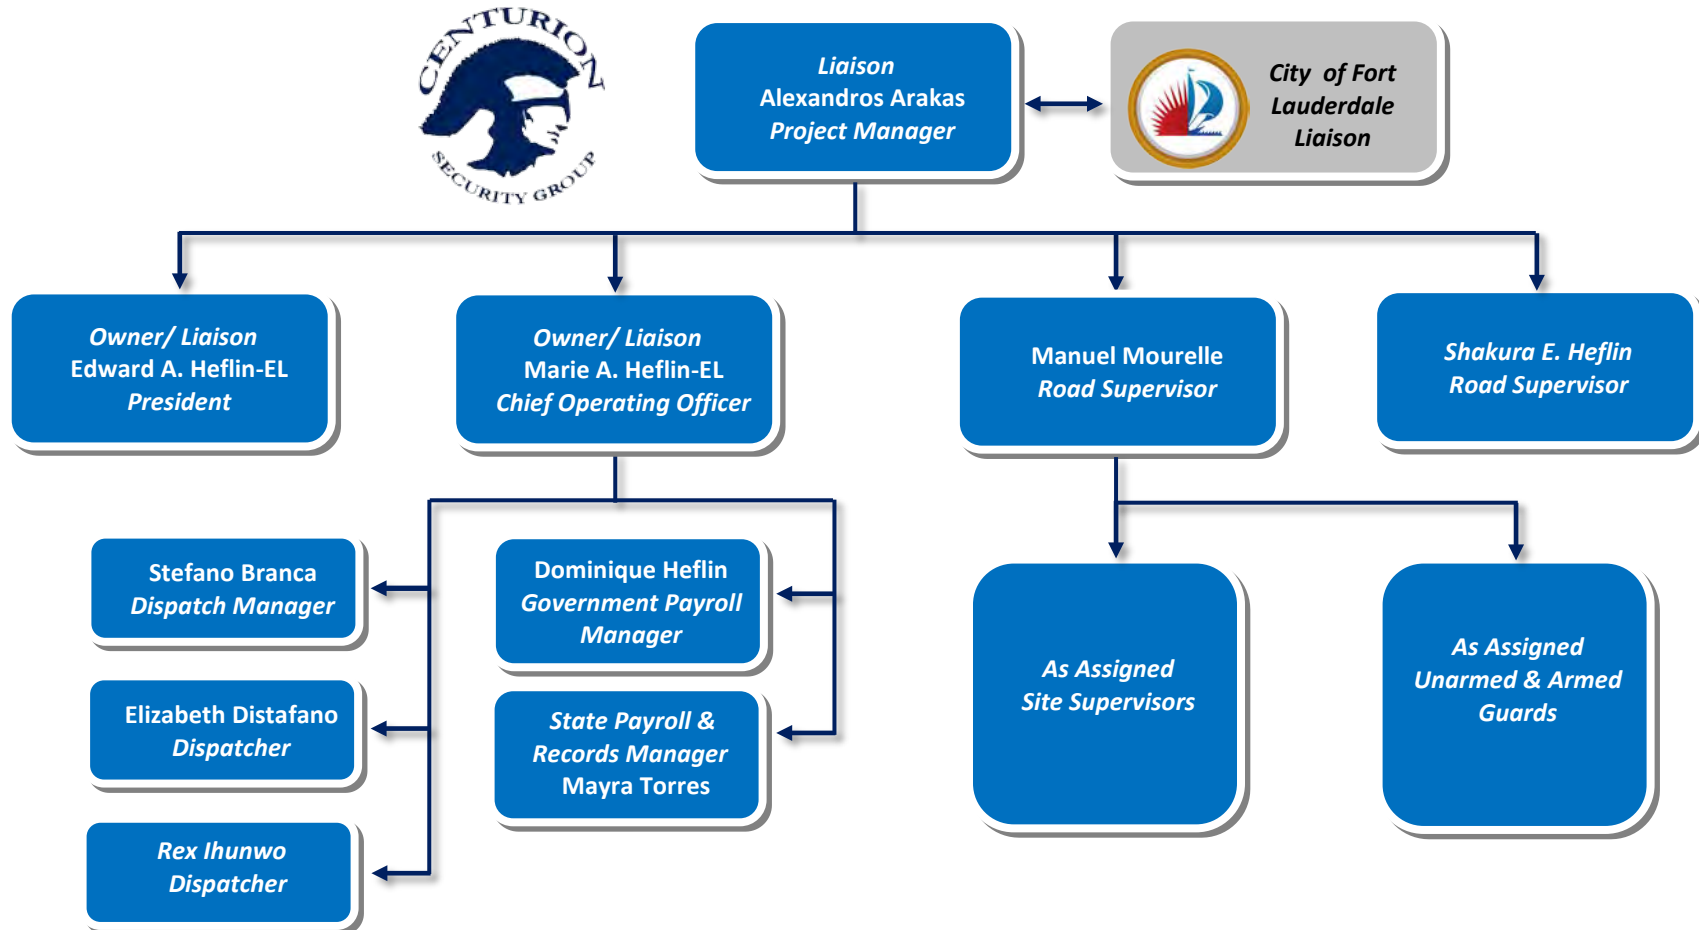 CENTURION
SECURITY GROUP
Liaison
Alexandros Arakas
Project Manager
City of Fort
Lauderdale
Liaison
Owner/ Liaison
Edward A. Heflin-EL
President
Owner/ Liaison
Marie A. Heflin-EL
Chief Operating Officer
Manuel Mourelle
Road Supervisor
Shakura E. Heflin
Road Supervisor
Stefano Branca
Dispatch Manager
Dominique Heflin
Government Payroll
Manager
As Assigned
Site Supervisors
As Assigned
Unarmed & Armed
Guards
Elizabeth Distafano
Dispatcher
State Payroll &
Records Manager
Mayra Torres
Rex Ihunwo
Dispatcher